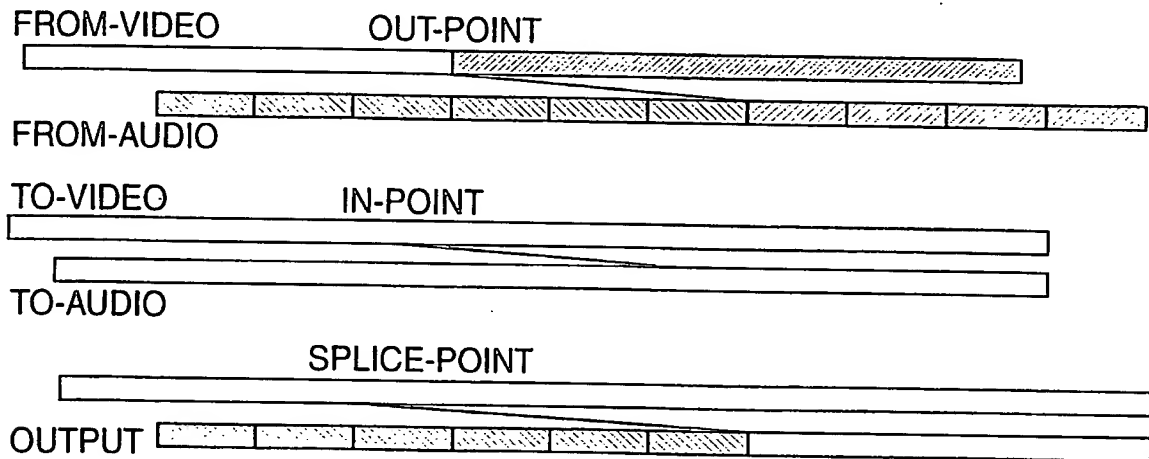 FROM-VIDEO OUT-POINT
FROM-AUDIO
TO-VIDEO IN-POINT
TO-AUDIO
SPLICE-POINT
OUTPUT